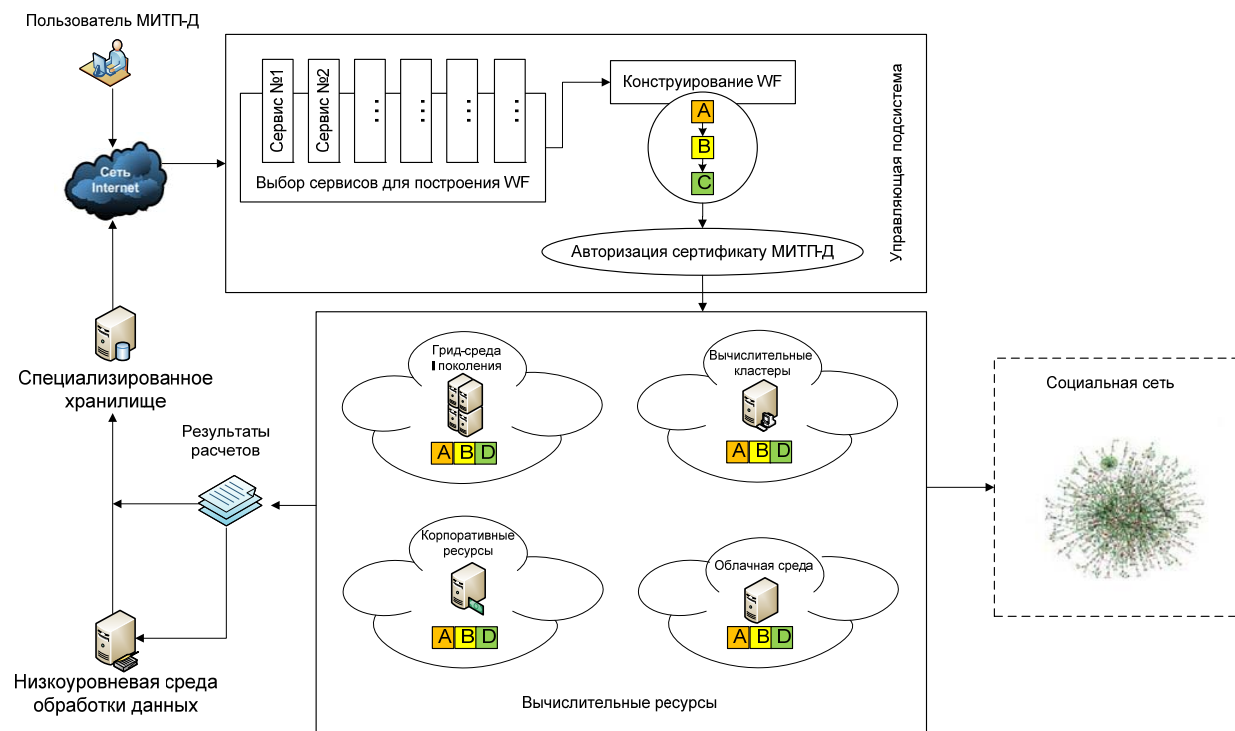 Пользователь МИТП-Д
Сеть
Internet
Сервис №1
Сервис №2
...
...
...
...
Выбор сервисов для построения WF
Конструирование WF
A
B
C
Авторизация сертификату МИТП-Д
Управляющая подсистема
Специализированное
хранилище
Результаты
расчетов
Низкоуровневая среда
обработки данных
Грид-среда
II поколения
A B D
Вычислительные
кластеры
A B D
Корпоративные
ресурсы
A B D
Облачная среда
A B D
Вычислительные ресурсы
Социальная сеть